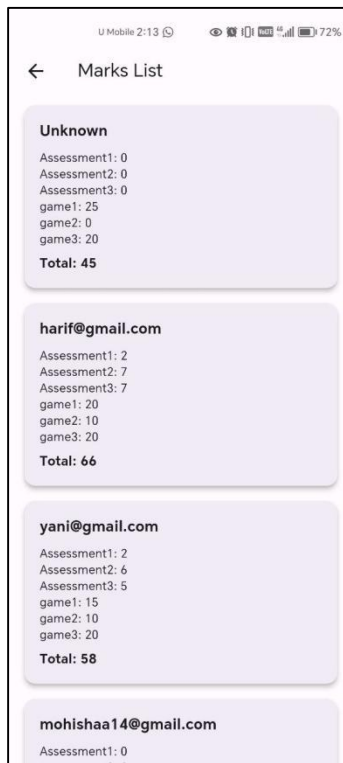 U Mobile 2:13 72%
Marks List
Unknown
Assessment1: 0
Assessment2: 0
Assessment3: 0
game1: 25
game2: 0
game3: 20
Total: 45
harif@gmail.com
Assessment1: 2
Assessment2: 7
Assessment3: 7
game1: 20
game2: 10
game3: 20
Total: 66
yani@gmail.com
Assessment1: 2
Assessment2: 6
Assessment3: 5
game1: 15
game2: 10
game3: 20
Total: 58
mohishaa14@gmail.com
Assessment1: 0